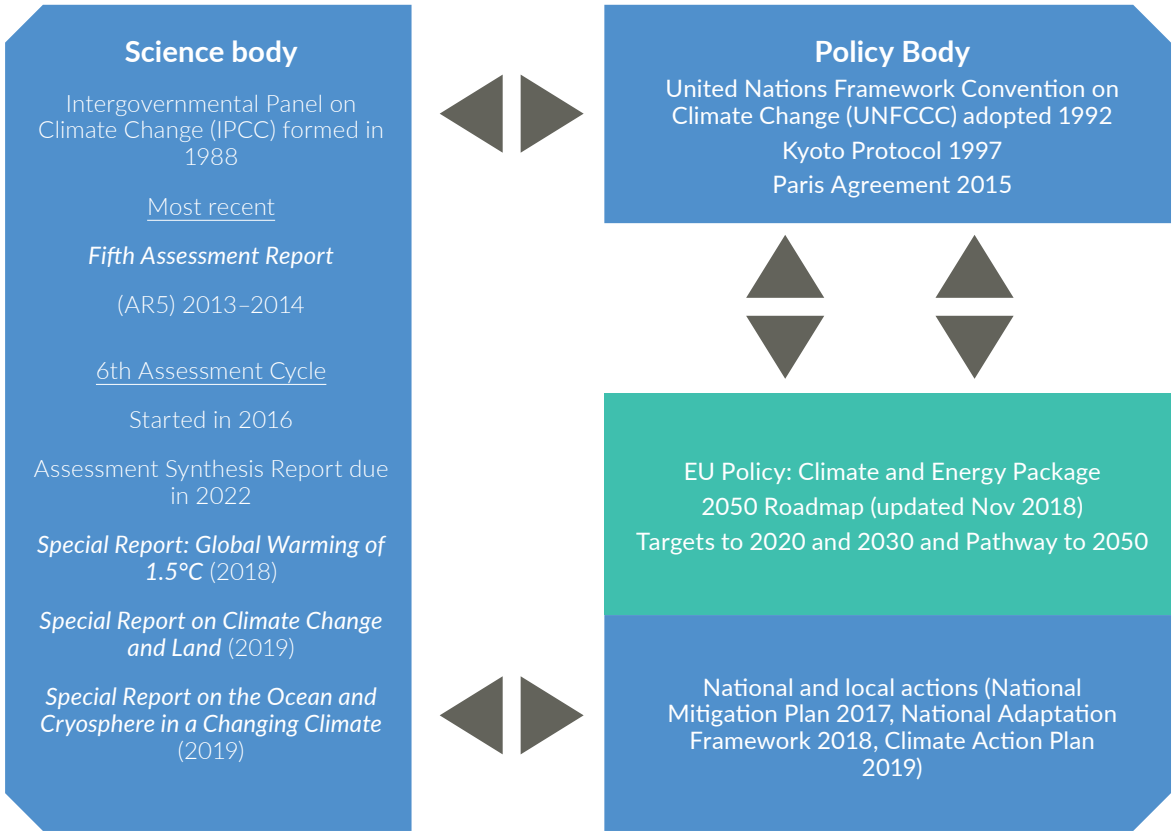 Science body
Intergovernmental Panel on
Climate Change (IPCC) formed in
1988
Most recent
Fifth Assessment Report
(AR5) 2013–2014
6th Assessment Cycle
Started in 2016
Assessment Synthesis Report due
in 2022
Special Report: Global Warming of
1.5°C (2018)
Special Report on Climate Change
and Land (2019)
Special Report on the Ocean and
Cryosphere in a Changing Climate
(2019)
Policy Body
United Nations Framework Convention on
Climate Change (UNFCCC) adopted 1992
Kyoto Protocol 1997
Paris Agreement 2015
EU Policy: Climate and Energy Package
2050 Roadmap (updated Nov 2018)
Targets to 2020 and 2030 and Pathway to 2050
National and local actions (National
Mitigation Plan 2017, National Adaptation
Framework 2018, Climate Action Plan
2019)